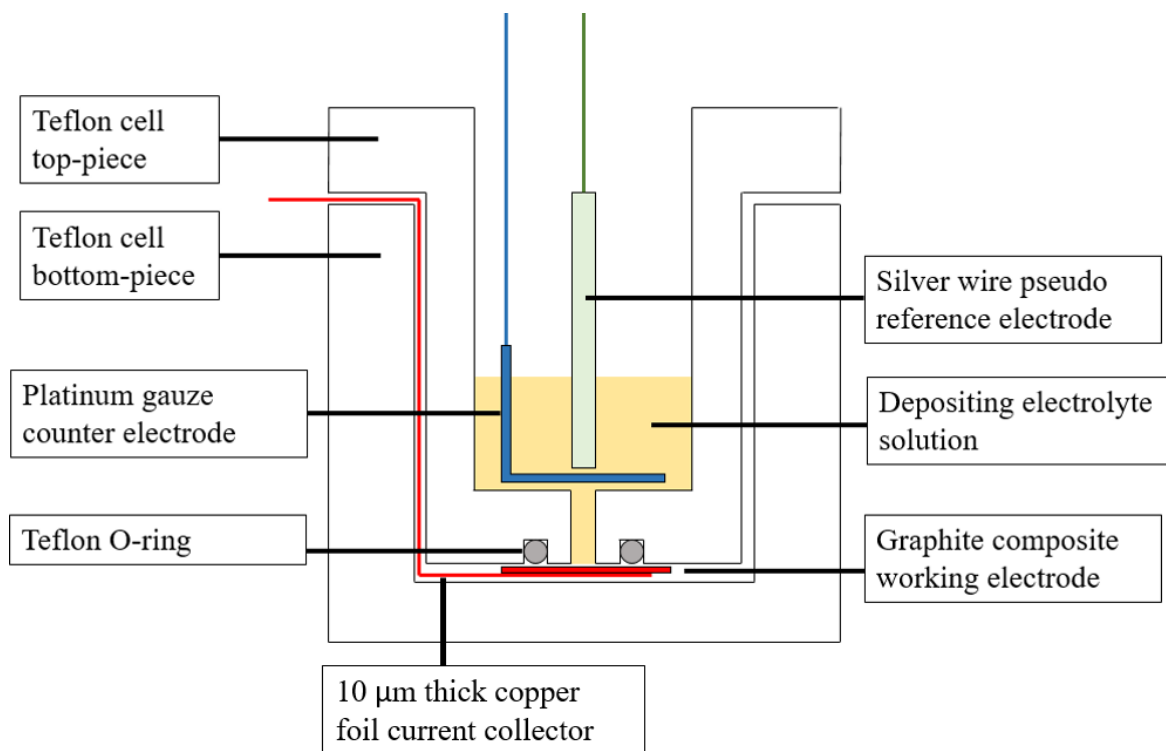 Teflon cell
top-piece
Teflon cell
bottom-piece
Silver wire pseudo
reference electrode
Platinum gauze
counter electrode
Depositing electrolyte
solution
Teflon O-ring
Graphite composite
working electrode
10 μm thick copper
foil current collector